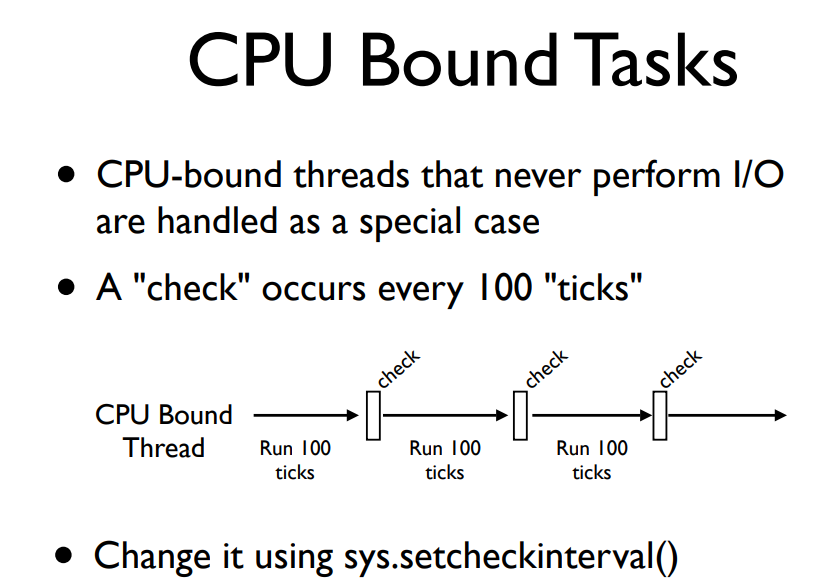 CPU Bound Tasks
• CPU-bound threads that never perform I/O
are handled as a special case
• A "check" occurs every 100 "ticks"
check
check
check
CPU Bound
Thread
Run 100
ticks
Run 100
ticks
Run 100
ticks
• Change it using sys.setcheckinterval()